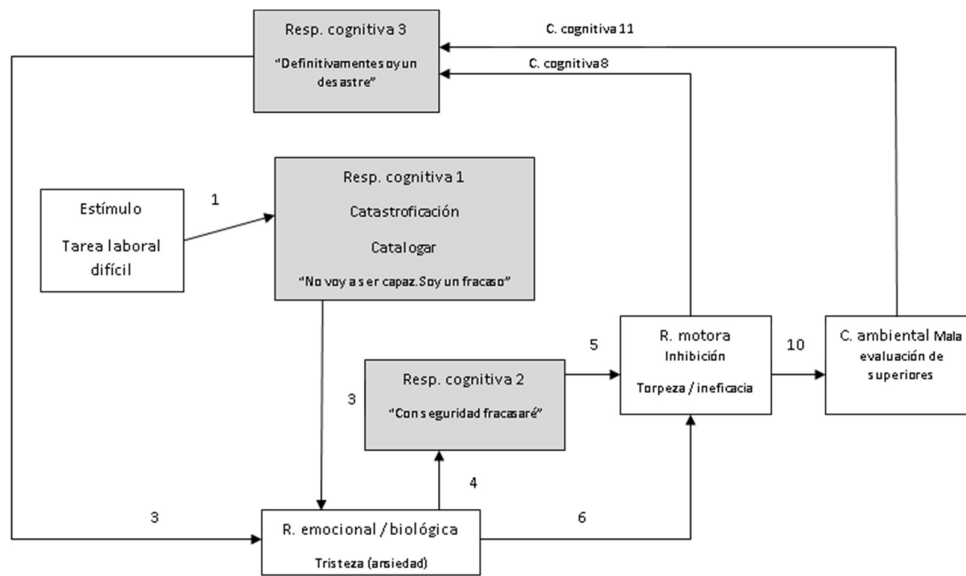 Resp. cognitiva 3
"Definitivamente soy un
desastre"
C. cognitiva 11
C. cognitiva 8
1
Estímulo
Tarea laboral
difícil
Resp. cognitiva 1
Catastroficación
Catalogar
"No voy a ser capaz. Soy un fracaso"
3
Resp. cognitiva 2
"Con seguridad fracasaré"
5
R. motora
Inhibición
Torpeza / ineficacia
10
C. ambiental Mala
evaluación de
superiores
4
3
R. emocional / biológica
Tristeza (ansiedad)
6